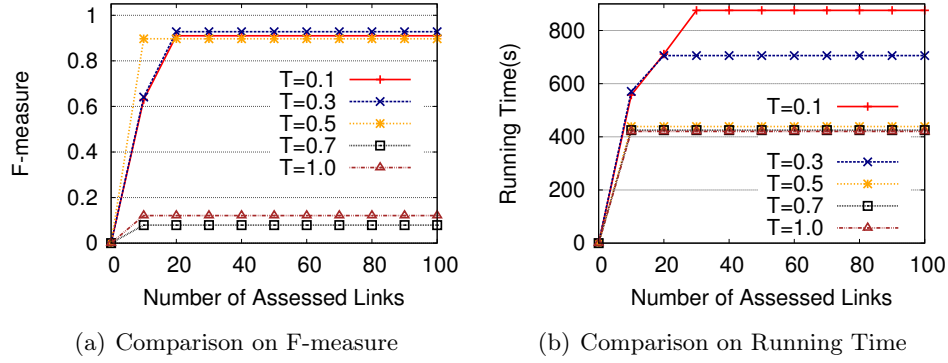 F-measure
1
0.8
0.6
0.4
0.2
0
T=0.1
T=0.3
T=0.5
T=0.7
T=1.0
0 20 40 60 80 100
Number of Assessed Links
(a) Comparison on F-measure
Running Time(s)
800
600
400
200
0
T=0.1
T=0.3
T=0.5
T=0.7
T=1.0
0 20 40 60 80 100
Number of Assessed Links
(b) Comparison on Running Time